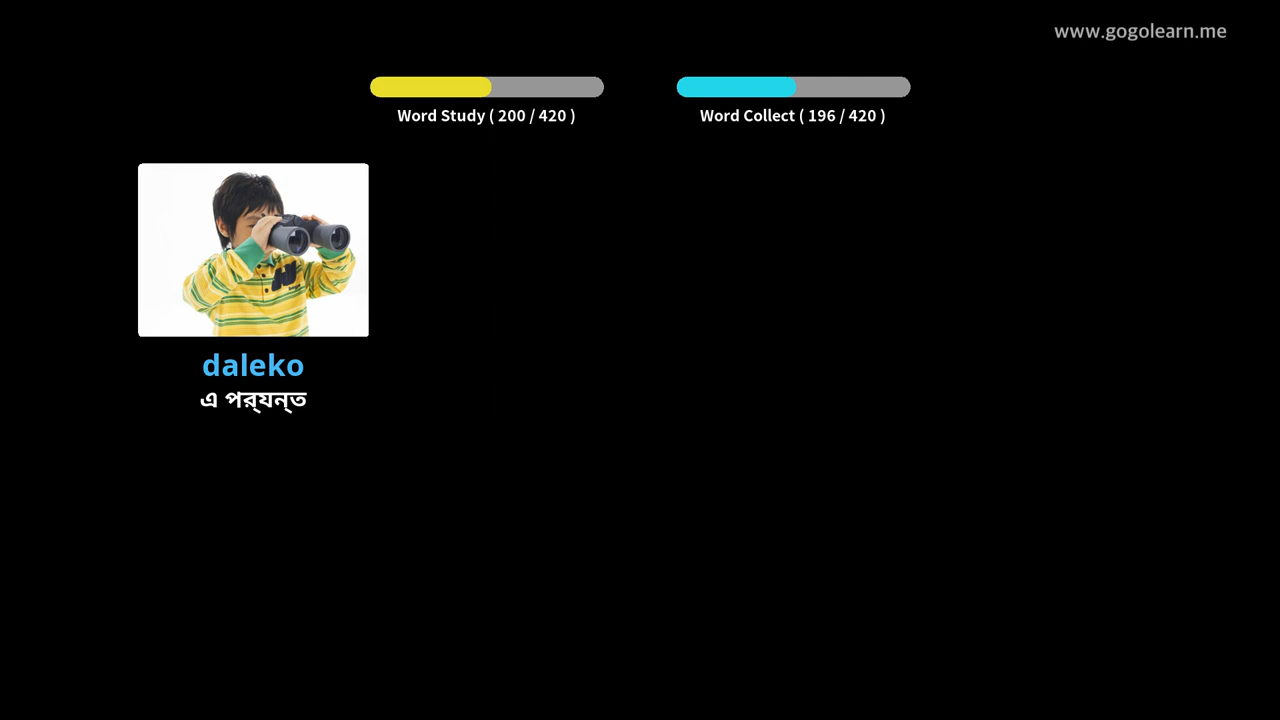 www.gogolearn.me
Word Study ( 200 / 420 )
Word Collect ( 196 / 420 )
daleko
এ পর্যন্ত